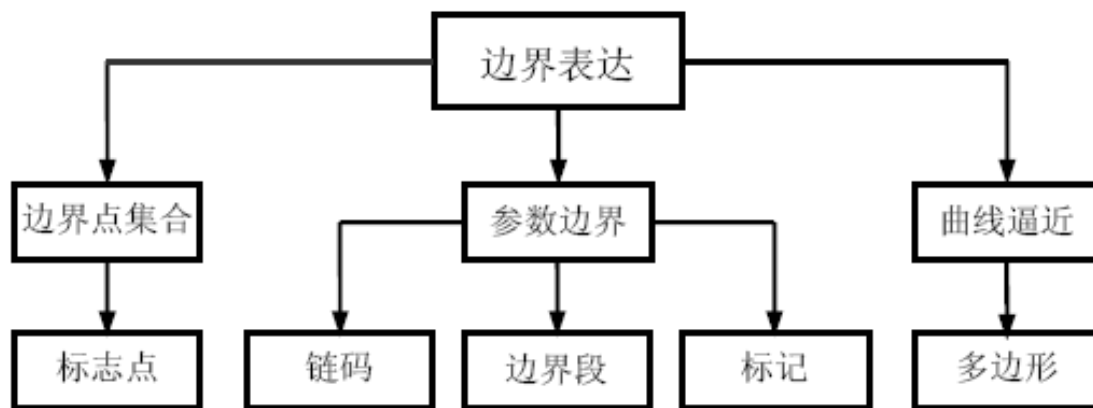 边界表达
边界点集合
参数边界
曲线逼近
标志点
链码
边界段
标记
多边形